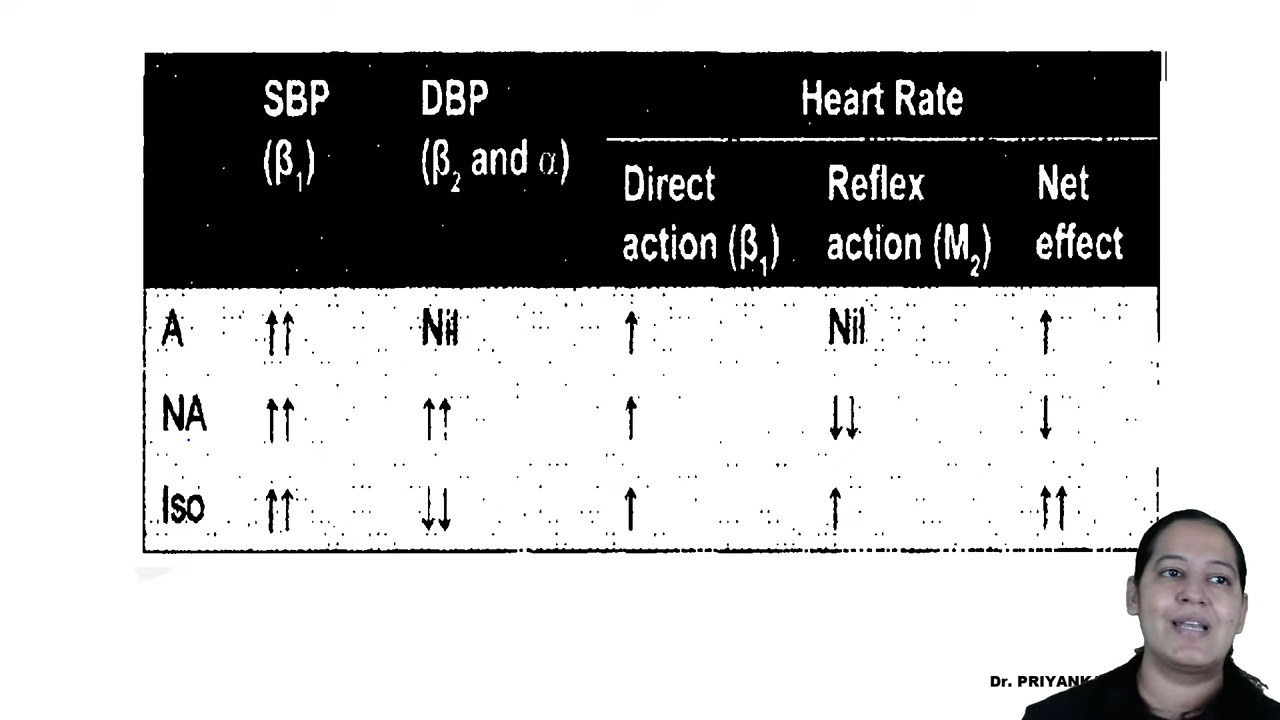 SBP DBP Heart Rate
(β₁) (β₂ and α)
Direct Reflex Net
action (β₁) action (M₂) effect
A ↑↑ Nil ↑ Nil ↑
NA ↑↑ ↑↑ ↑ ↓↓ ↓
Iso ↑↑ ↓↓ ↑ ↑ ↑↑
Dr.